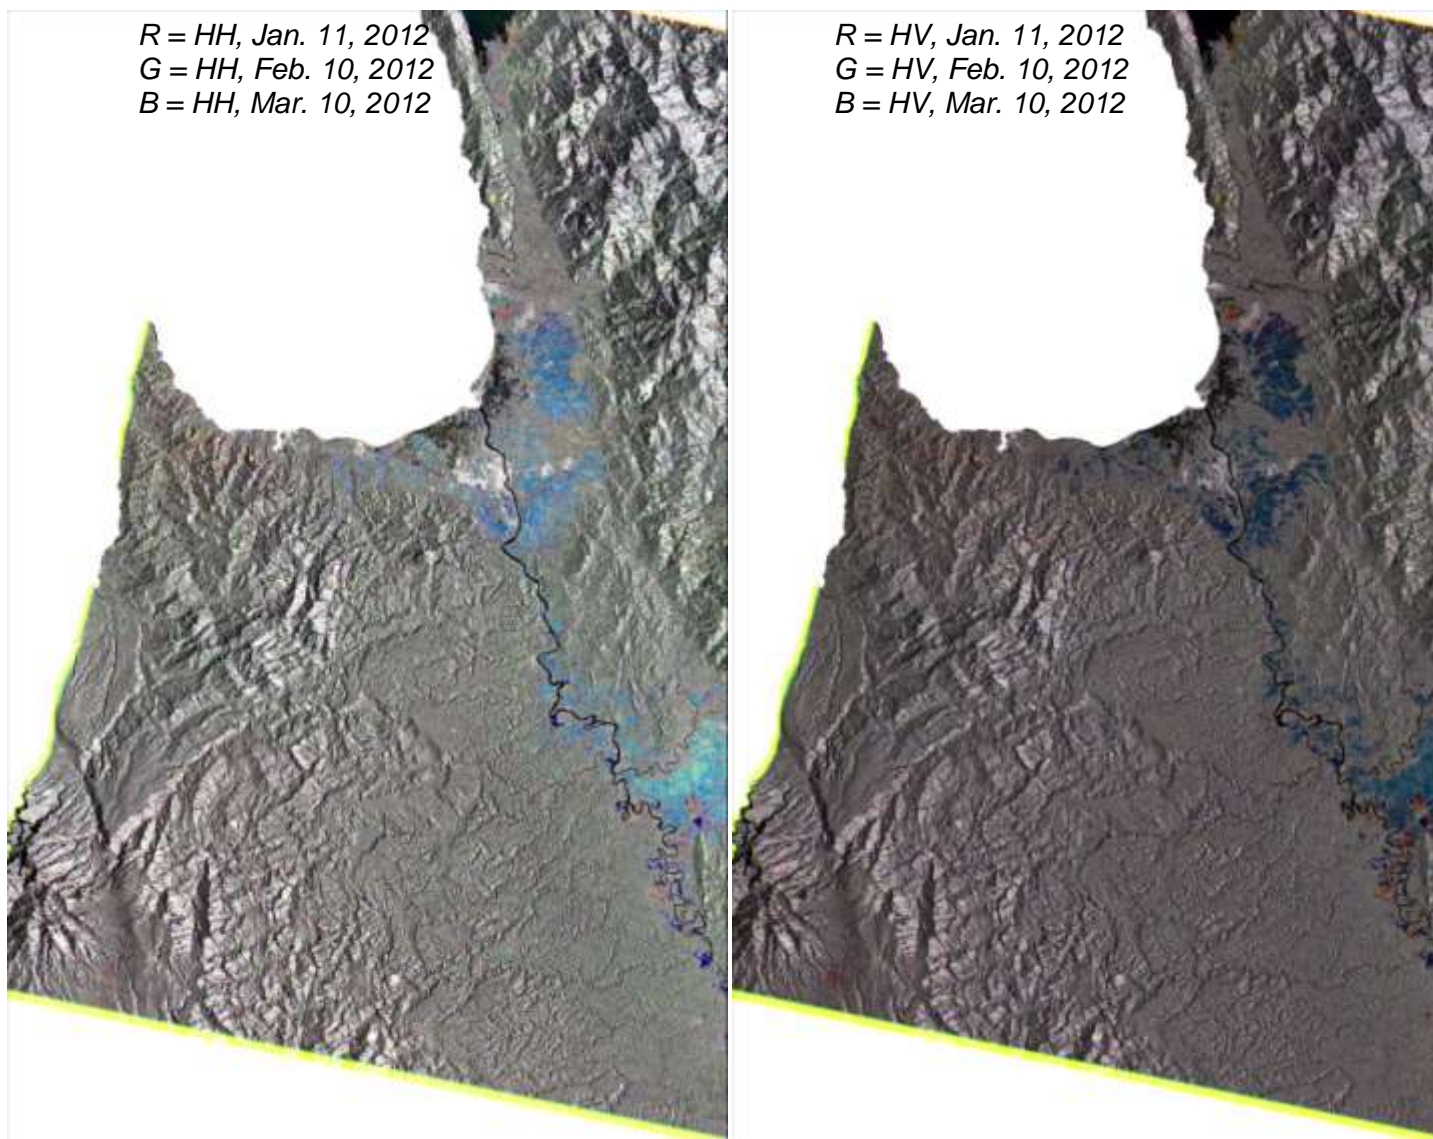 R = HH, Jan. 11, 2012
G = HH, Feb. 10, 2012
B = HH, Mar. 10, 2012
R = HV, Jan. 11, 2012
G = HV, Feb. 10, 2012
B = HV, Mar. 10, 2012